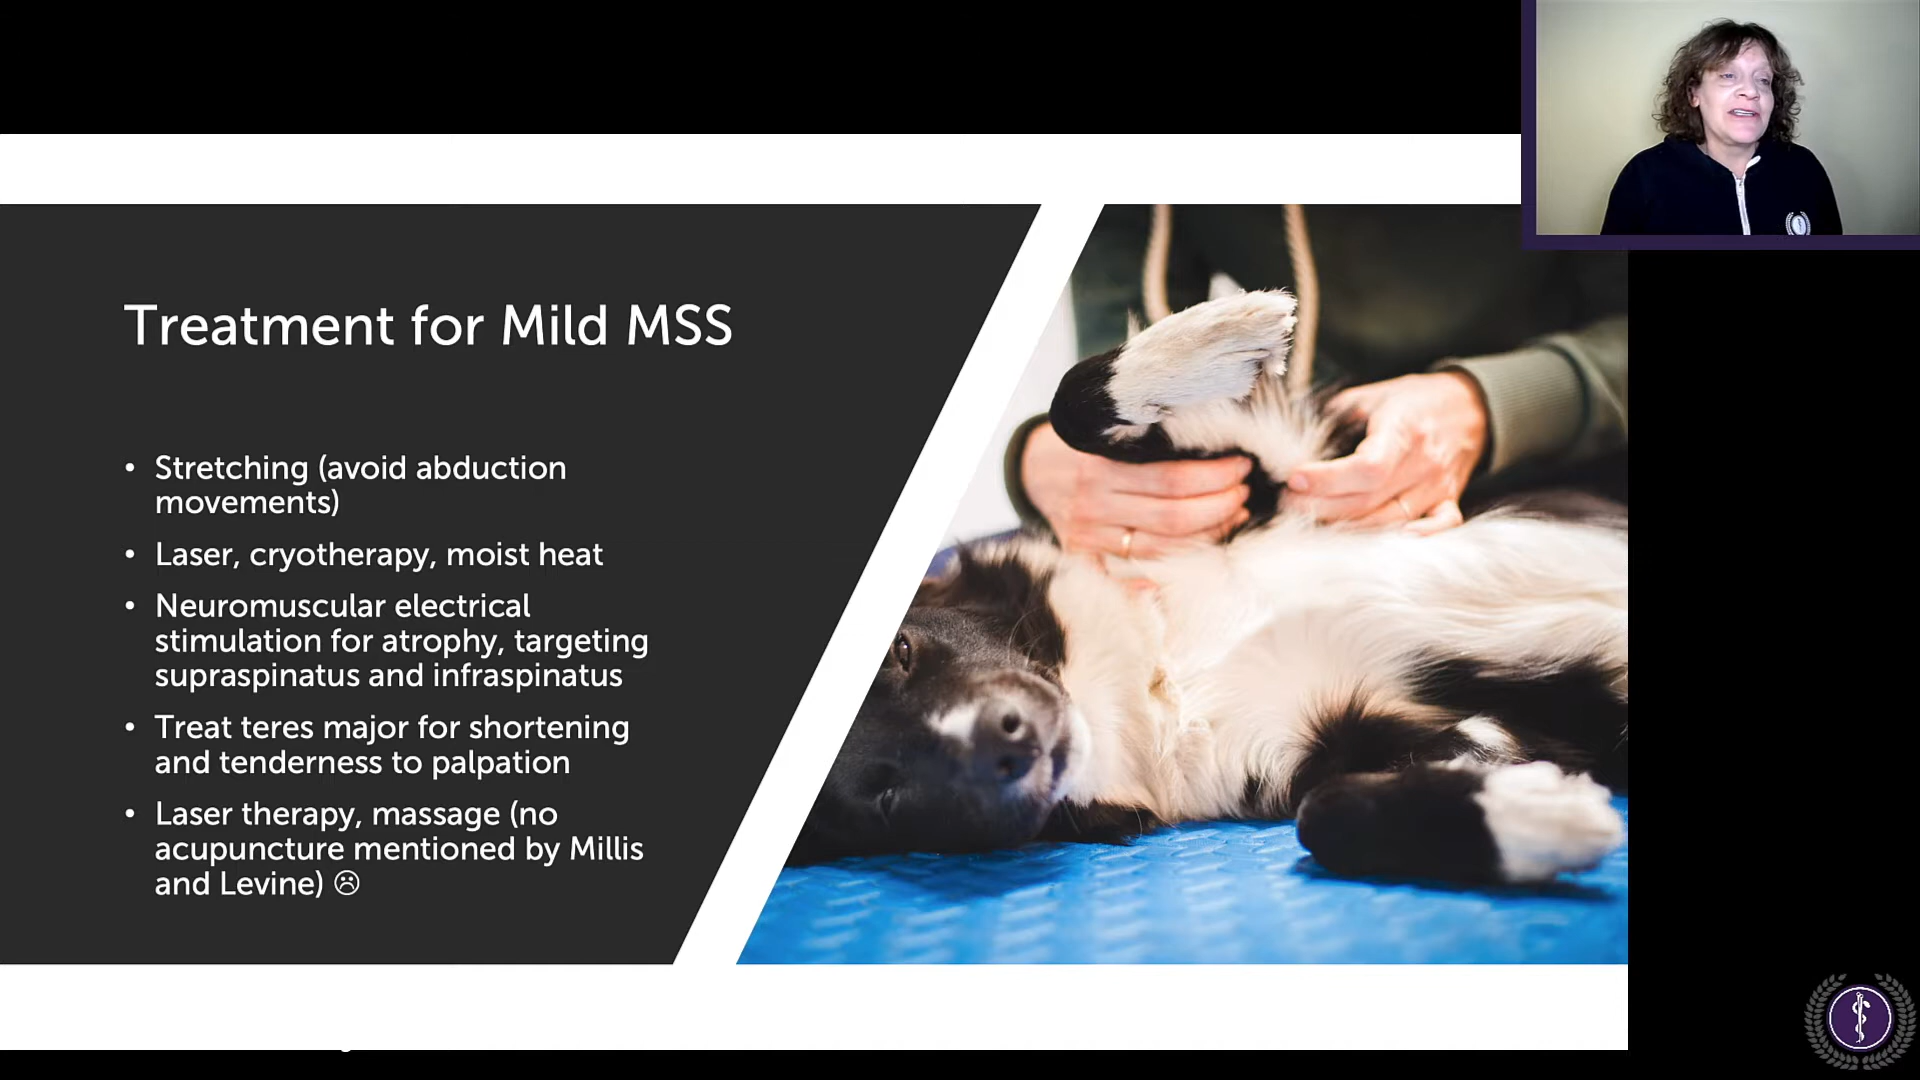 Treatment for Mild MSS
• Stretching (avoid abduction
movements)
• Laser, cryotherapy, moist heat
• Neuromuscular electrical
stimulation for atrophy, targeting
supraspinatus and infraspinatus
• Treat teres major for shortening
and tenderness to palpation
• Laser therapy, massage (no
acupuncture mentioned by Millis
and Levine) ☹